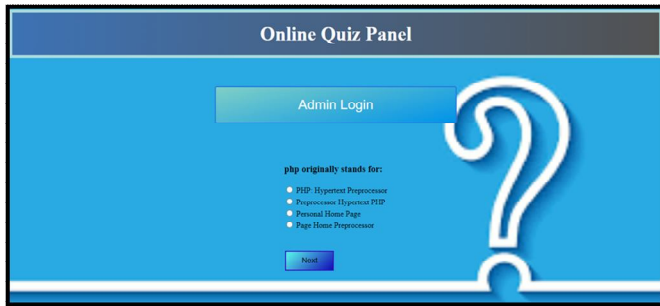 Online Quiz Panel
Admin Login
php originally stands for:
PHP: Hypertext Preprocessor
Preprocessor Hypertext PHP
Personal Home Page
Page Home Preprocessor
Next